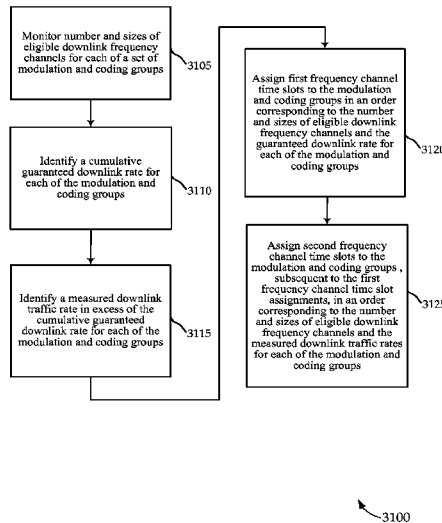 Monitor number and sizes of
eligible downlink frequency
channels for each of a set of
modulation and coding groups
3105
Identify a cumulative
guaranteed downlink rate for
each of the modulation and
coding groups
3110
Identify a measured downlink
traffic rate in excess of the
cumulative guaranteed
downlink rate for each of the
modulation and coding groups
3115
Assign first frequency channel
time slots to the modulation
and coding groups in an order
corresponding to the number
and sizes of eligible downlink
frequency channels and the
guaranteed downlink rate for
each of the modulation and
coding groups
3120
Assign second frequency
channel time slots to the
modulation and coding groups ,
subsequent to the first
frequency channel time slot
assignments, in an order
corresponding to the number
and sizes of eligible downlink
frequency channels and the
measured downlink traffic rates
for each of the modulation and
coding groups
3125
3100